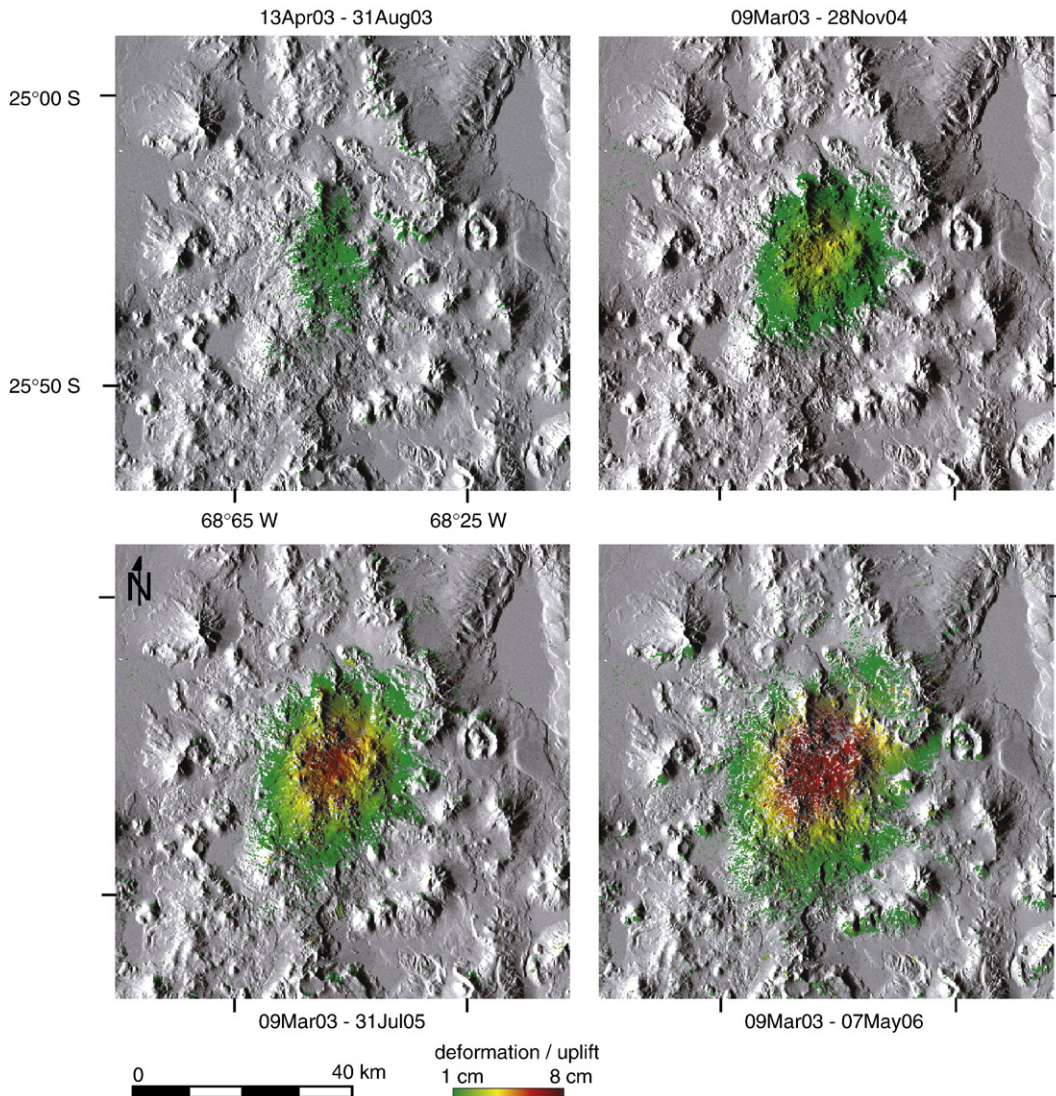 13Apr03 - 31Aug03
09Mar03 - 28Nov04
25°00 S
25°50 S
68°65 W
68°25 W
N
09Mar03 - 31Jul05
09Mar03 - 07May06
deformation / uplift
0
40 km
1 cm
8 cm